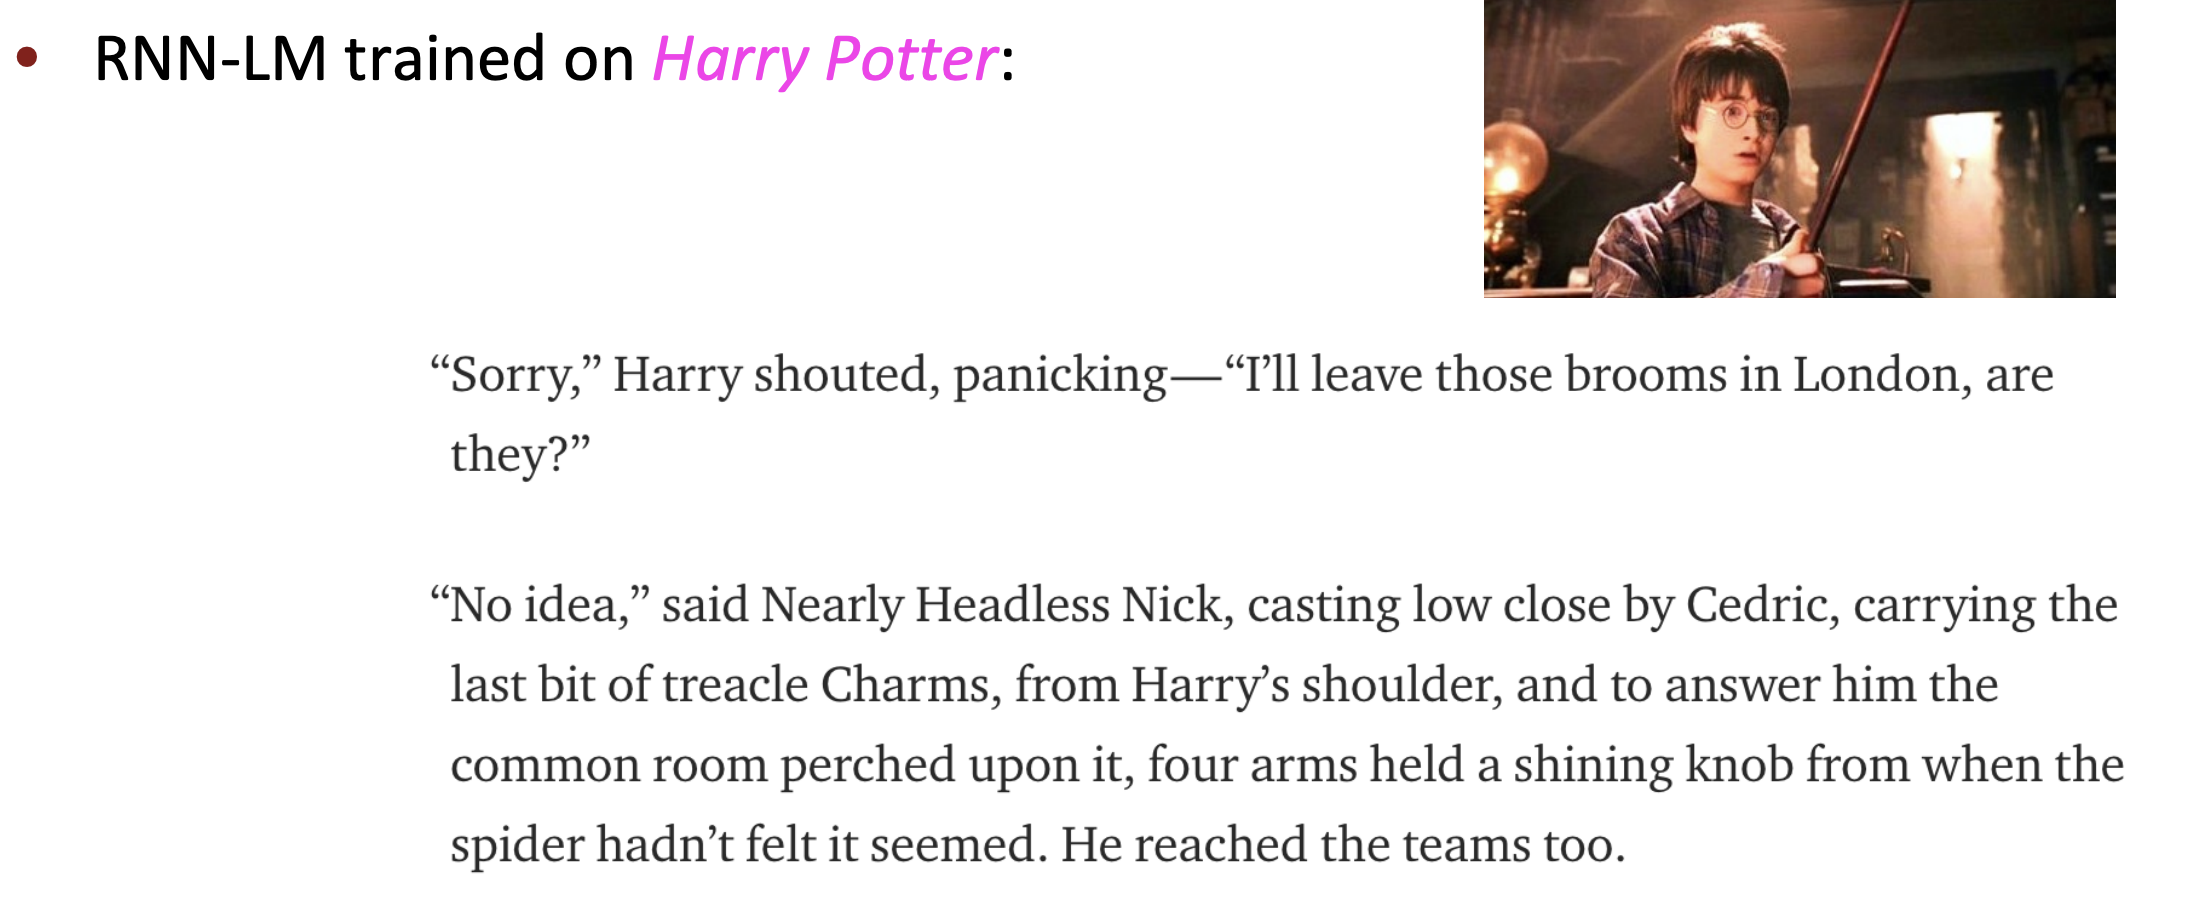 • RNN-LM trained on Harry Potter:
“Sorry,” Harry shouted, panicking—“I’ll leave those brooms in London, are
they?”
“No idea,” said Nearly Headless Nick, casting low close by Cedric, carrying the
last bit of treacle Charms, from Harry’s shoulder, and to answer him the
common room perched upon it, four arms held a shining knob from when the
spider hadn’t felt it seemed. He reached the teams too.